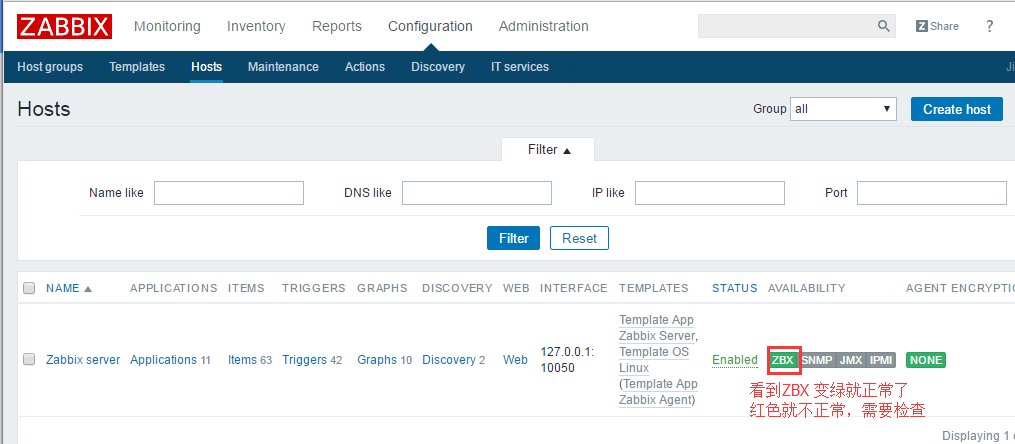 ZABBIX Monitoring Inventory Reports Configuration Administration Z Share ?
Host groups Templates Hosts Maintenance Actions Discovery IT services
Hosts Group all Create host
Filter
Name like DNS like IP like Port
Filter Reset
NAME APPLICATIONS ITEMS TRIGGERS GRAPHS DISCOVERY WEB INTERFACE TEMPLATES STATUS AVAILABILITY AGENT ENCRYPTIO
Zabbix server Applications 11 Items 63 Triggers 42 Graphs 10 Discovery 2 Web
127.0.0.1:
10050
Template App
Zabbix Server,
Template OS
Linux
(Template App
Zabbix Agent)
Enabled ZBX SNMP JMX IPMI NONE
看到ZBX 变绿就正常了
红色就不正常，需要检查
Displaying 1